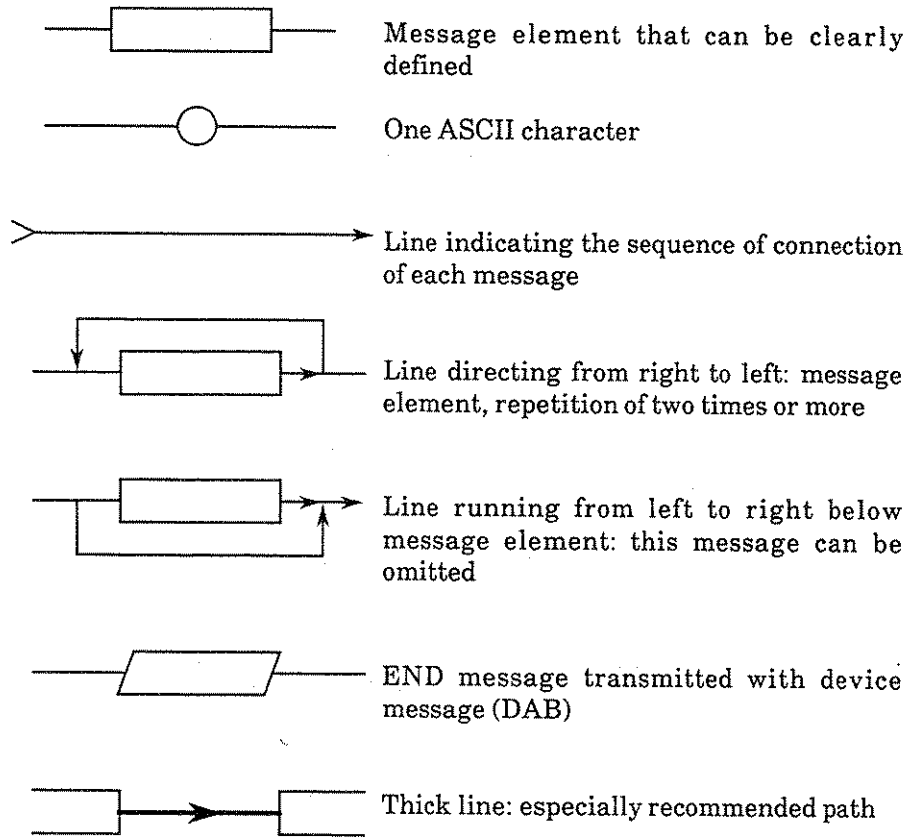 Message element that can be clearly
defined
One ASCII character
Line indicating the sequence of connection
of each message
Line directing from right to left: message
element, repetition of two times or more
Line running from left to right below
message element: this message can be
omitted
END message transmitted with device
message (DAB)
Thick line: especially recommended path